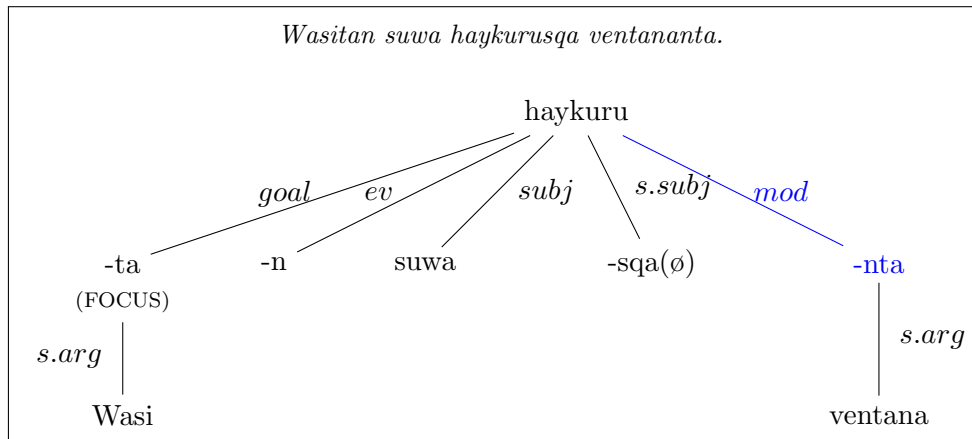 Wasitan suwa haykurusqa ventananta.
haykuru
goal ev subj s.subj mod
-ta -n suwa -sqa(ø) -nta
(FOCUS)
s.arg s.arg
Wasi ventana